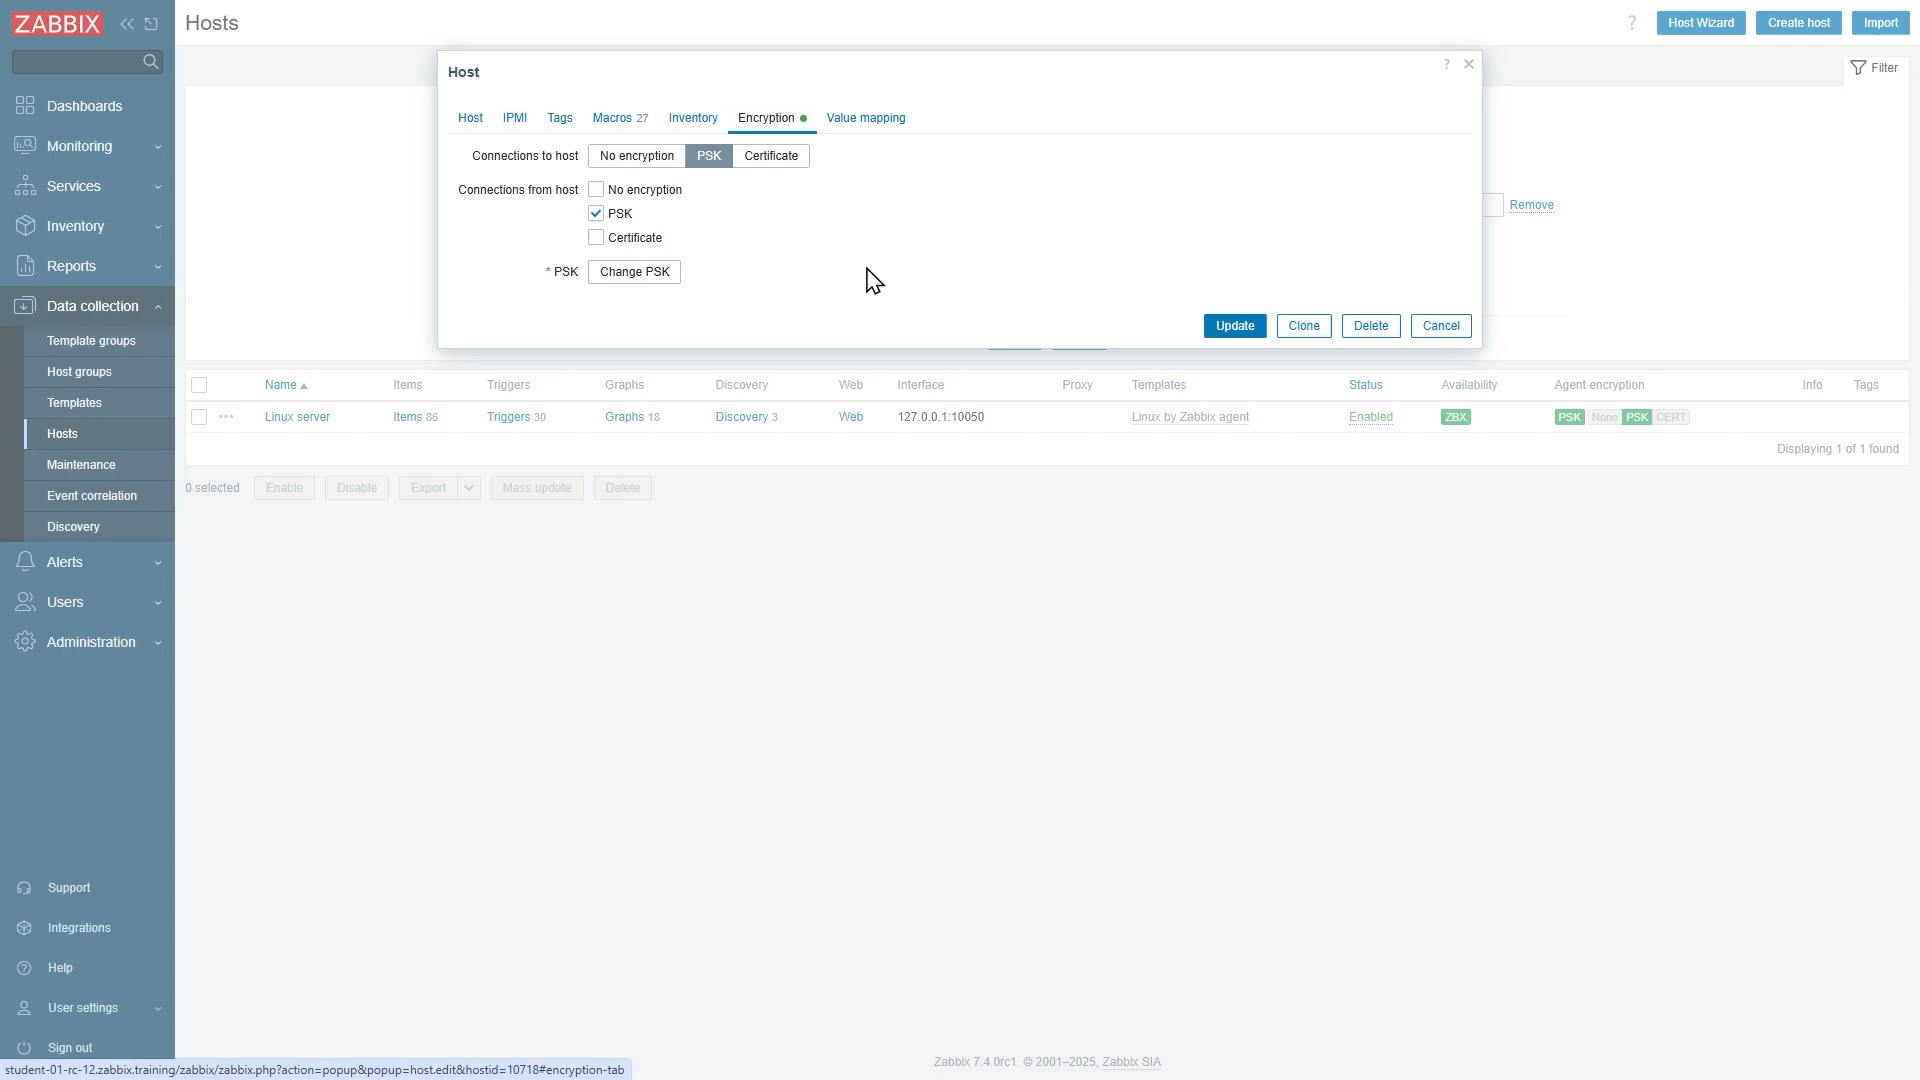 ZABBIX
Hosts
?
Host Wizard
Create host
Import
Filter
Dashboards
Monitoring
Services
Inventory
Reports
Data collection
Template groups
Host groups
Templates
Hosts
Maintenance
Event correlation
Discovery
Alerts
Users
Administration
Support
Integrations
Help
User settings
Sign out
Host
?
Host IPMI Tags Macros 27 Inventory Encryption Value mapping
Connections to host No encryption PSK Certificate
Connections from host No encryption
PSK
Certificate
* PSK Change PSK
Update Clone Delete Cancel
Remove
Name Items Triggers Graphs Discovery Web Interface Proxy Templates Status Availability Agent encryption Info Tags
Linux server Items 86 Triggers 30 Graphs 18 Discovery 3 Web 127.0.0.1:10050 Linux by Zabbix agent Enabled ZBX PSK None PSK CERT
Displaying 1 of 1 found
0 selected Enable Disable Export Mass update Delete
Zabbix 7.4.0rc1. © 2001–2025, Zabbix SIA
student-01-rc-12.zabbix.training/zabbix/zabbix.php?action=popup&popup=host.edit&hostid=10718#encryption-tab